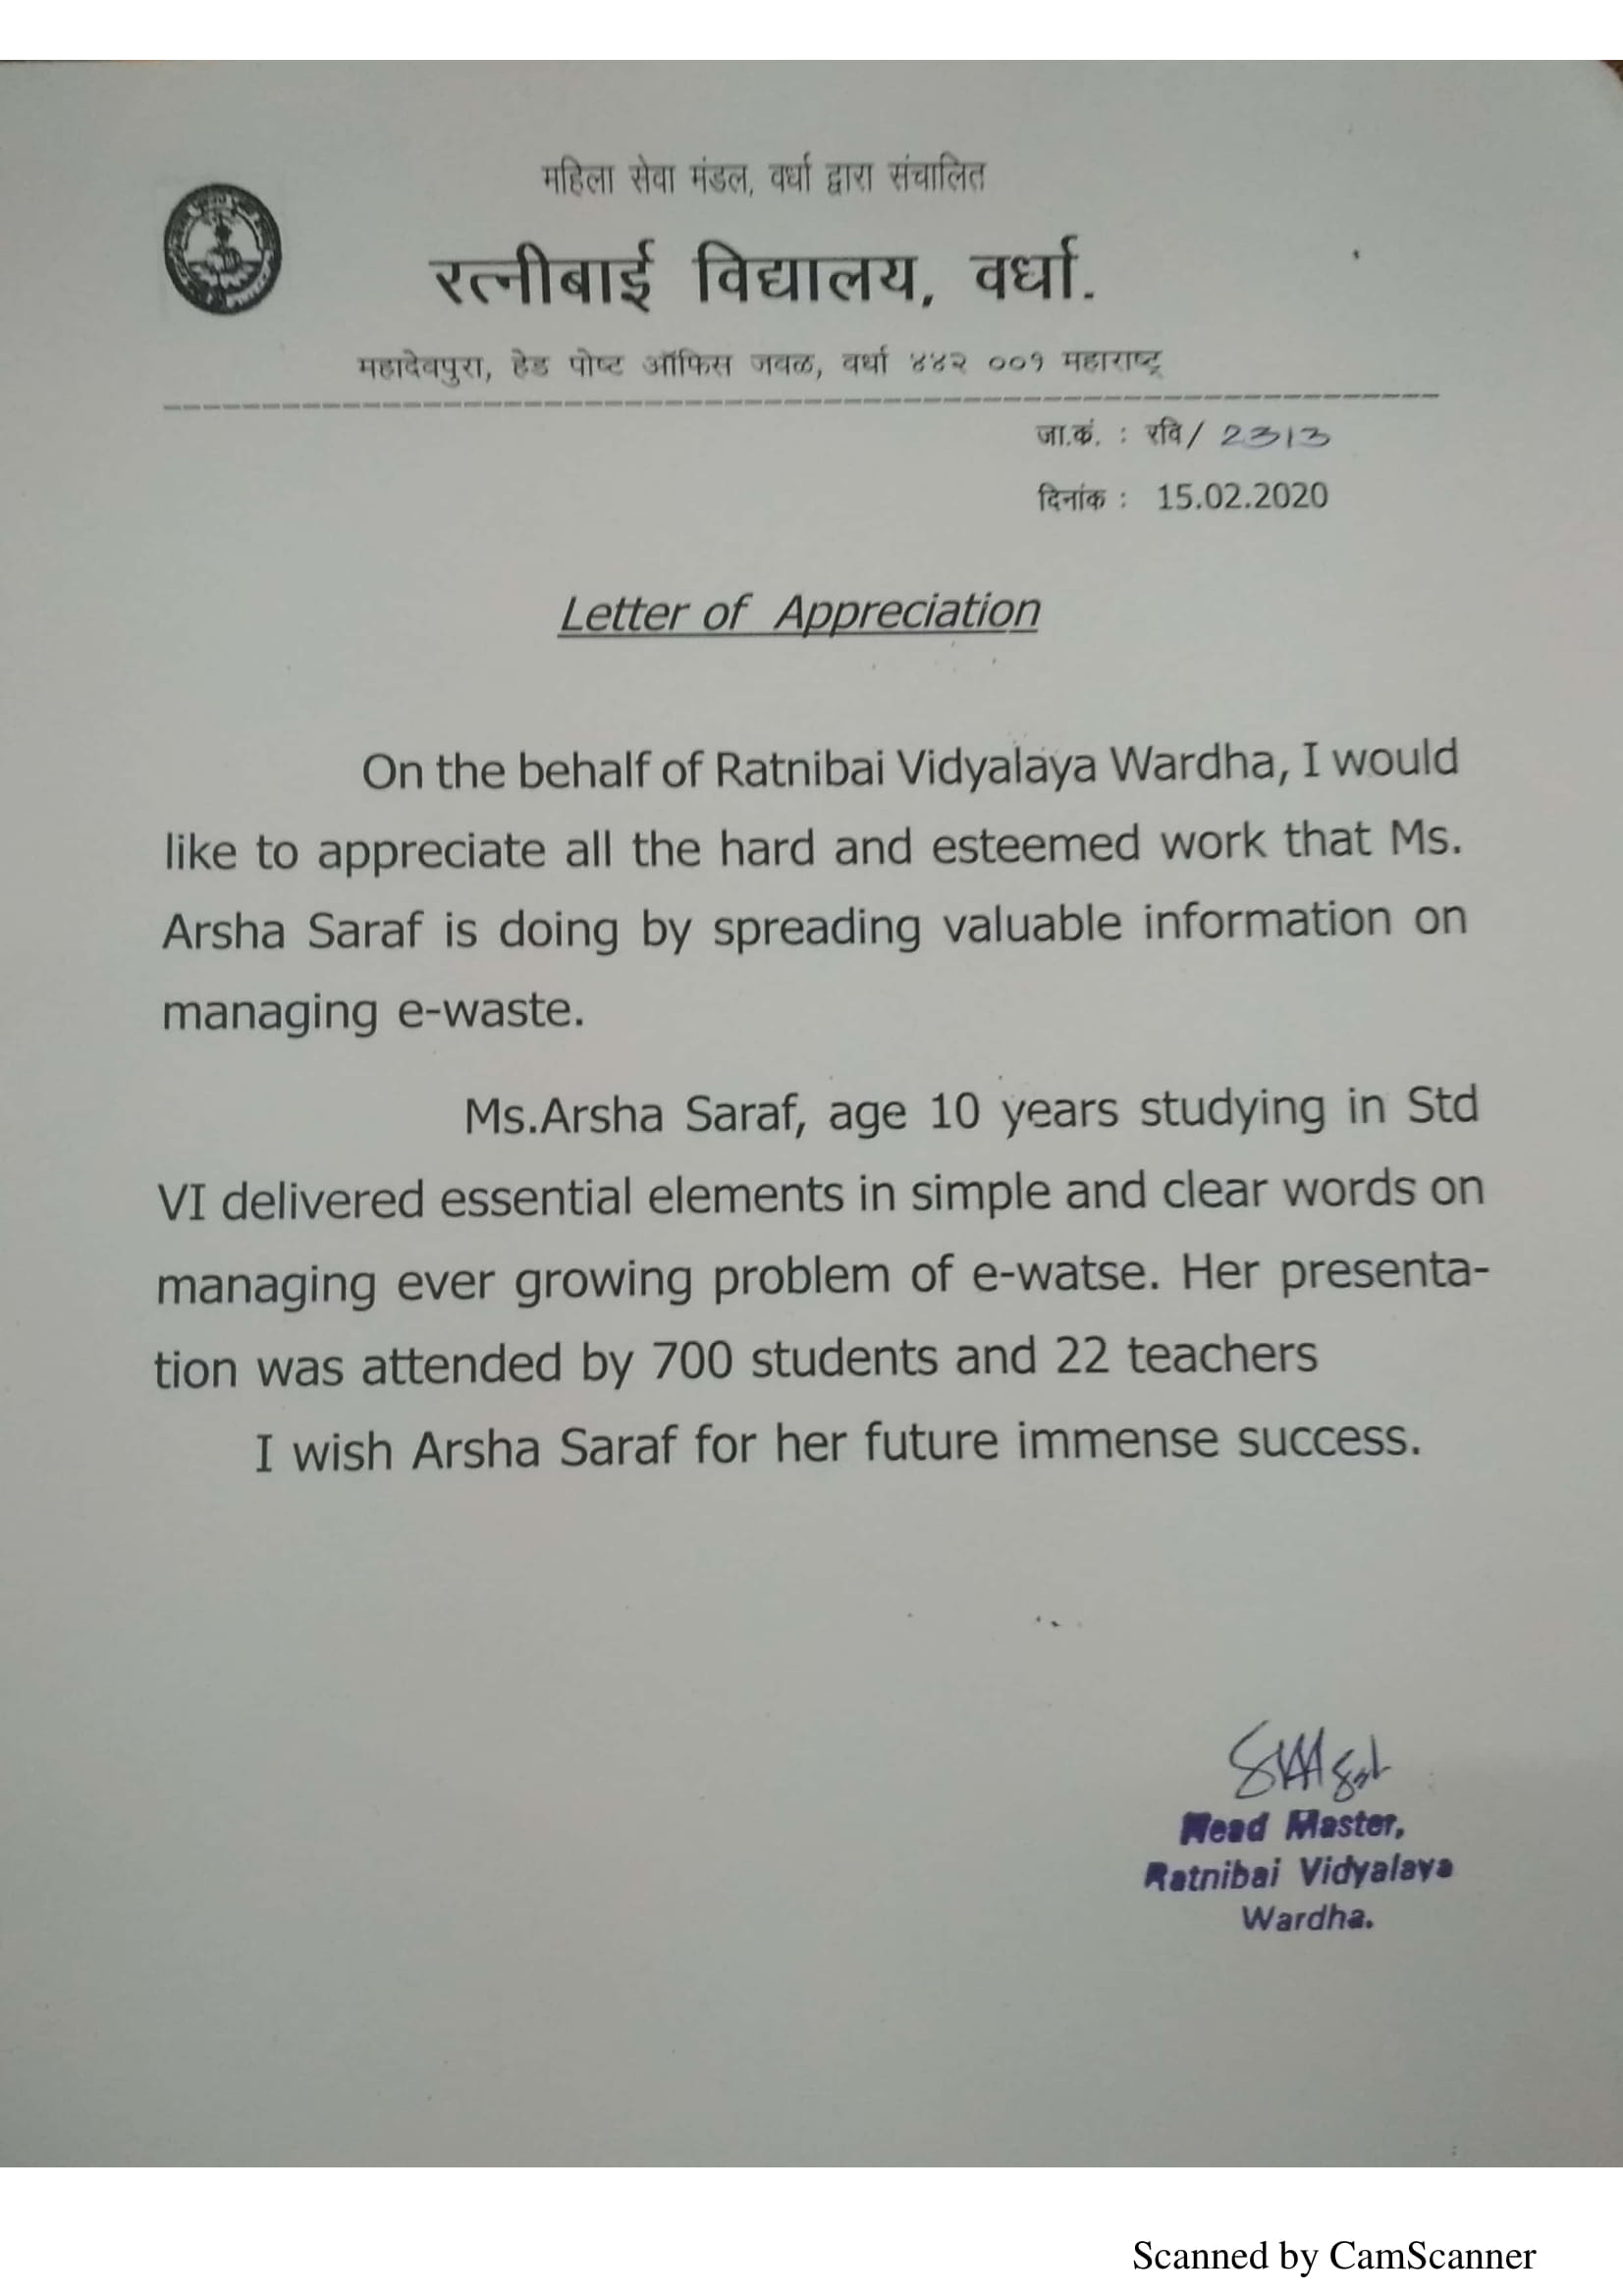 महिला सेवा मंडल, वर्धा द्वारा संचालित
रत्नीबाई विद्यालय, वर्धा.
महादेवपुरा, हेड पोष्ट ऑफिस जवळ, वर्धा ४४२ ००१ महाराष्ट्र
जा.कं. : रवि/ 2313
दिनांक : 15.02.2020
Letter of Appreciation
On the behalf of Ratnibai Vidyalaya Wardha, I would
like to appreciate all the hard and esteemed work that Ms.
Arsha Saraf is doing by spreading valuable information on
managing e-waste.
Ms.Arsha Saraf, age 10 years studying in Std
VI delivered essential elements in simple and clear words on
managing ever growing problem of e-watse. Her presenta-
tion was attended by 700 students and 22 teachers
I wish Arsha Saraf for her future immense success.
Head Master,
Ratnibai Vidyalaya
Wardha.
Scanned by CamScanner